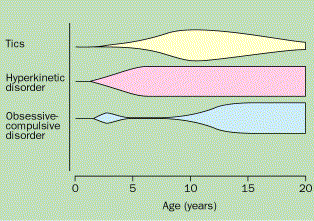 Tics
Hyperkinetic
disorder
Obsessive-
compulsive
disorder
0 5 10 15 20
Age (years)